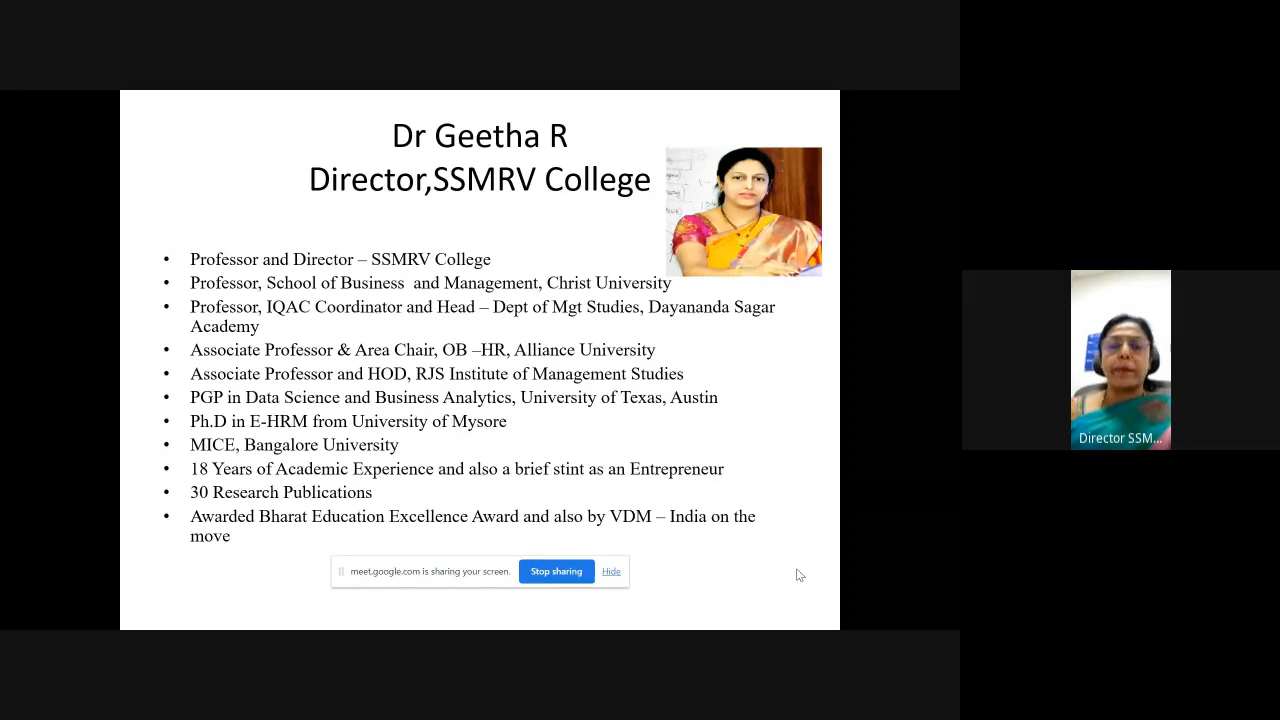 Dr Geetha R
Director,SSMRV College
• Professor and Director – SSMRV College
• Professor, School of Business  and Management, Christ University
• Professor, IQAC Coordinator and Head – Dept of Mgt Studies, Dayananda Sagar
Academy
• Associate Professor & Area Chair, OB –HR, Alliance University
• Associate Professor and HOD, RJS Institute of Management Studies
• PGP in Data Science and Business Analytics, University of Texas, Austin
• Ph.D in E-HRM from University of Mysore
• MICE, Bangalore University
• 18 Years of Academic Experience and also a brief stint as an Entrepreneur
• 30 Research Publications
• Awarded Bharat Education Excellence Award and also by VDM – India on the
move
meet.google.com is sharing your screen. Stop sharing Hide
Director SSM...